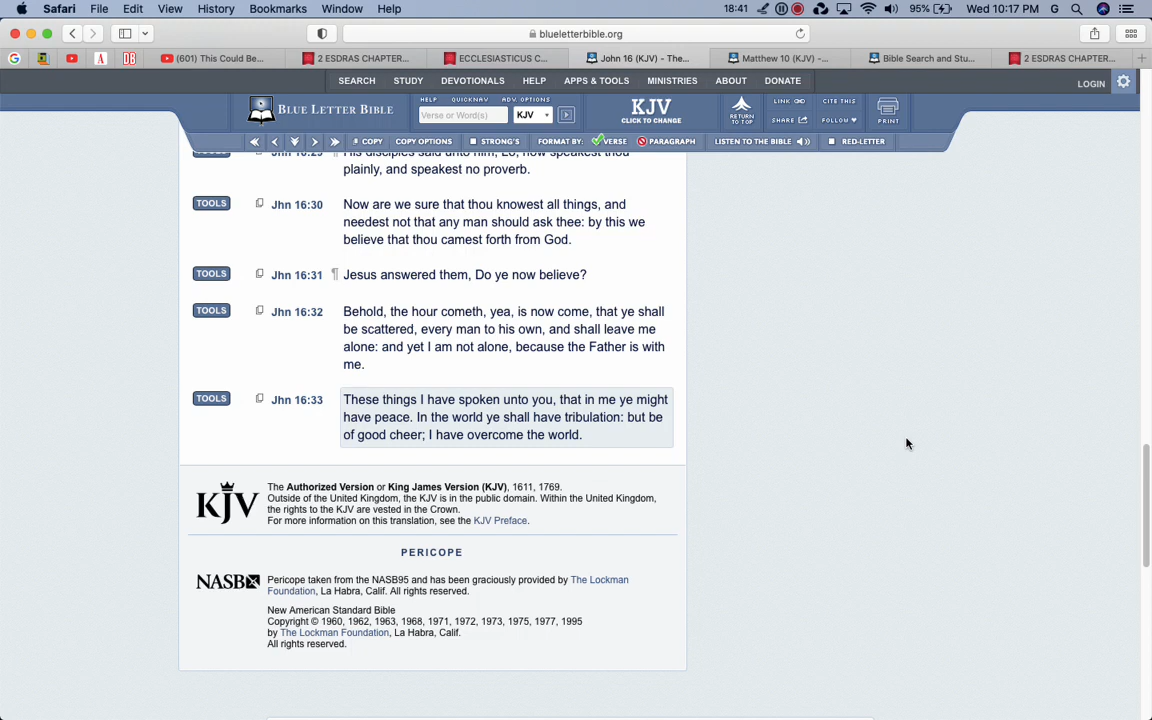 Safari File Edit View History Bookmarks Window Help 18:41 95% Wed 10:17 PM G
blueletterbible.org
(601) This Could Be... 2 ESDRAS CHAPTER... ECCLESIASTICUS C... John 16 (KJV) - The... Matthew 10 (KJV) -... Bible Search and Stu... 2 ESDRAS CHAPTER...
SEARCH STUDY DEVOTIONALS HELP APPS & TOOLS MINISTRIES ABOUT DONATE LOGIN
HELP QUICKNAV ADV. OPTIONS
BLUE LETTER BIBLE Verse or Word(s) KJV
KJV
CLICK TO CHANGE
RETURN
TO TOP
LINK CITE THIS
SHARE FOLLOW PRINT
COPY COPY OPTIONS STRONG'S FORMAT BY: VERSE PARAGRAPH LISTEN TO THE BIBLE RED-LETTER
TOOLS Jhn 16:29 ¶ His disciples said unto him, Lo, now speakest thou
plainly, and speakest no proverb.
TOOLS Jhn 16:30 Now are we sure that thou knowest all things, and
needest not that any man should ask thee: by this we
believe that thou camest forth from God.
TOOLS Jhn 16:31 ¶ Jesus answered them, Do ye now believe?
TOOLS Jhn 16:32 Behold, the hour cometh, yea, is now come, that ye shall
be scattered, every man to his own, and shall leave me
alone: and yet I am not alone, because the Father is with
me.
TOOLS Jhn 16:33 These things I have spoken unto you, that in me ye might
have peace. In the world ye shall have tribulation: but be
of good cheer; I have overcome the world.
KJV
The Authorized Version or King James Version (KJV), 1611, 1769.
Outside of the United Kingdom, the KJV is in the public domain. Within the United Kingdom,
the rights to the KJV are vested in the Crown.
For more information on this translation, see the KJV Preface.
PERICOPE
NASB
Pericope taken from the NASB95 and has been graciously provided by The Lockman
Foundation, La Habra, Calif. All rights reserved.
New American Standard Bible
Copyright © 1960, 1962, 1963, 1968, 1971, 1972, 1973, 1975, 1977, 1995
by The Lockman Foundation, La Habra, Calif.
All rights reserved.